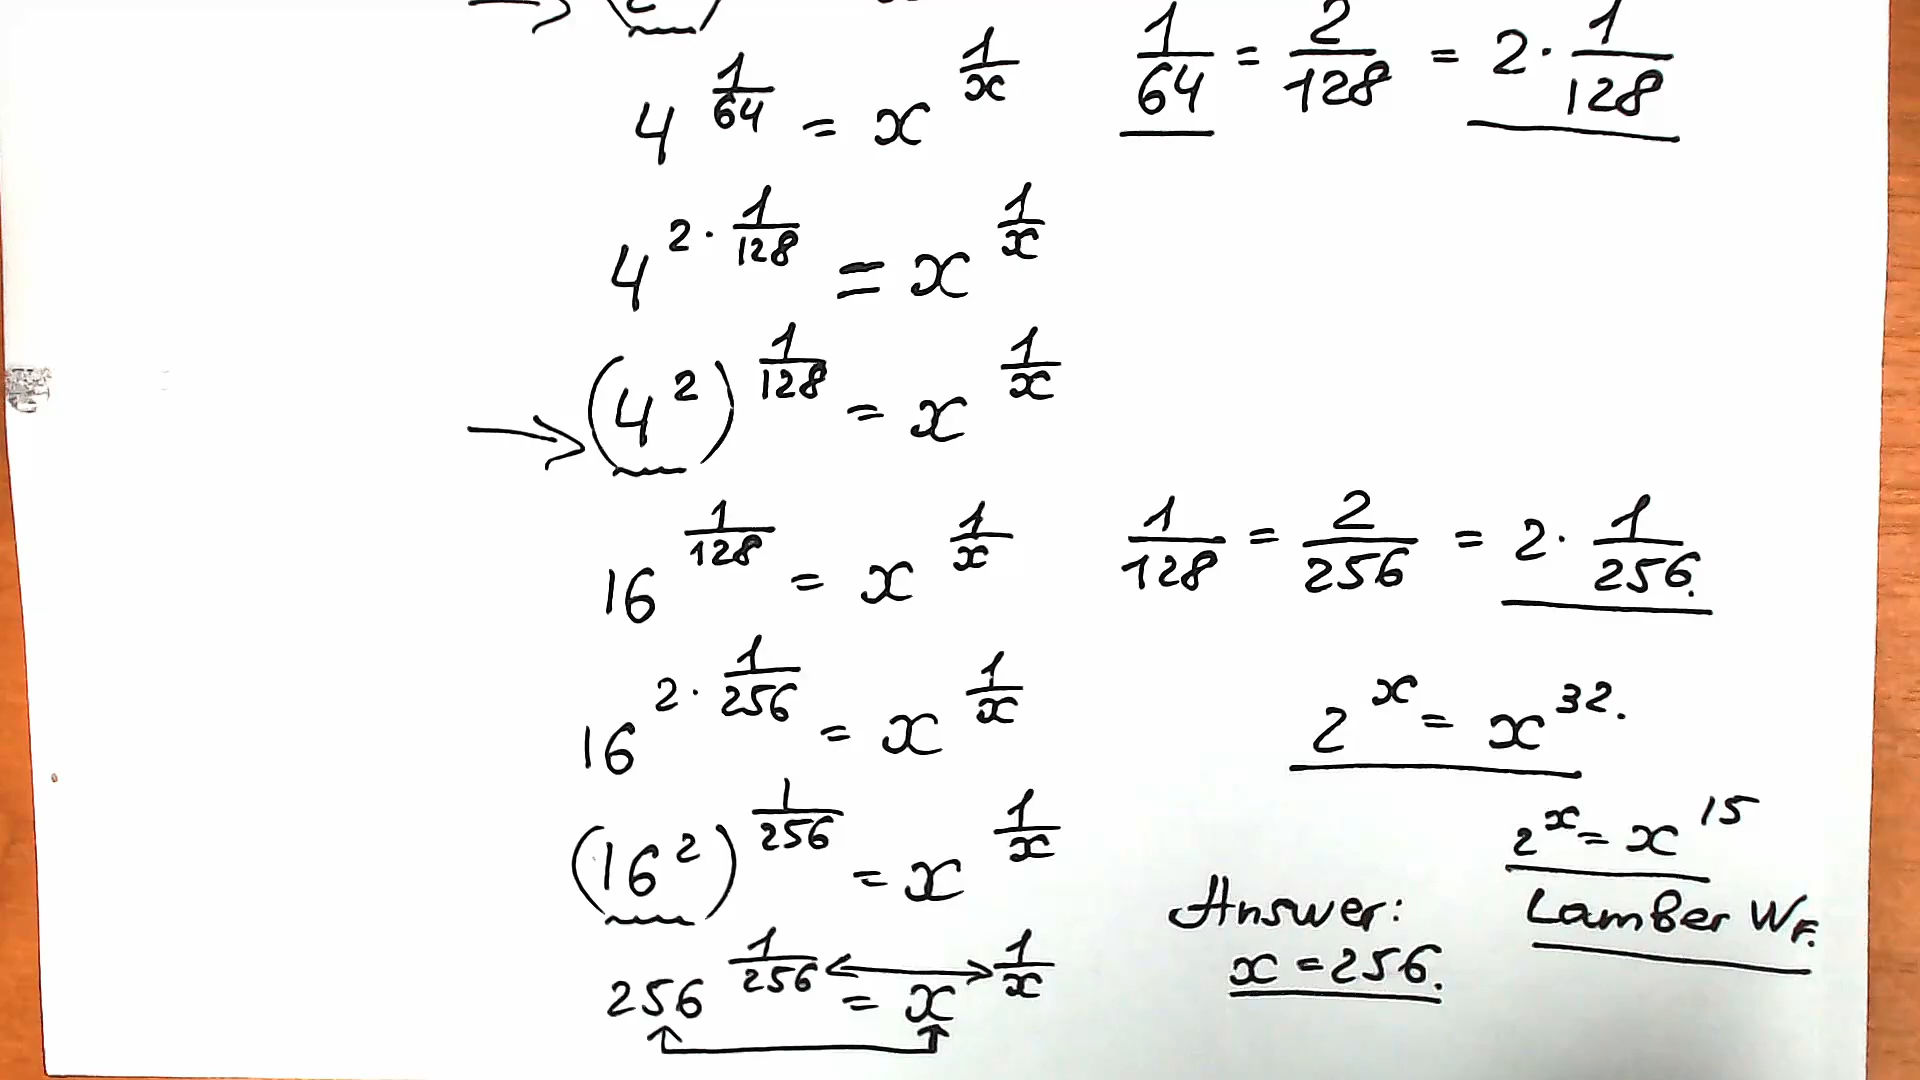 4^(1/64) = x^(1/x)
1/64 = 2/128 = 2 · 1/128
4^(2 · 1/128) = x^(1/x)
(4^2)^(1/128) = x^(1/x)
16^(1/128) = x^(1/x)
1/128 = 2/256 = 2 · 1/256.
16^(2 · 1/256) = x^(1/x)
2^x = x^32.
(16^2)^(1/256) = x^(1/x)
2^x = x^15
Lamber W F.
256^(1/256) = x^(1/x)
Answer:
x = 256.